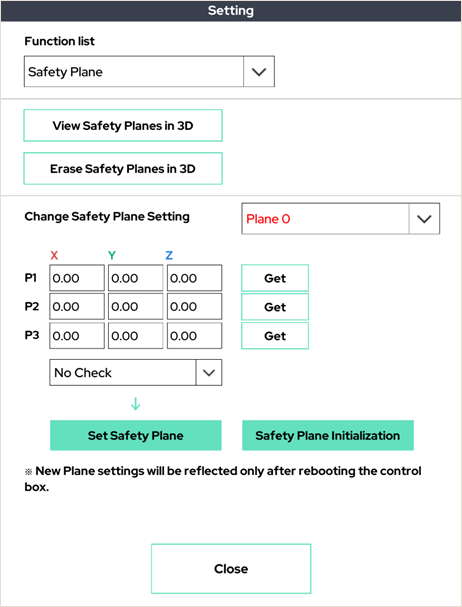 Setting
Function list
Safety Plane
View Safety Planes in 3D
Erase Safety Planes in 3D
Change Safety Plane Setting
Plane 0
X Y Z
P1 0.00 0.00 0.00 Get
P2 0.00 0.00 0.00 Get
P3 0.00 0.00 0.00 Get
No Check
↓
Set Safety Plane Safety Plane Initialization
※ New Plane settings will be reflected only after rebooting the control
box.
Close